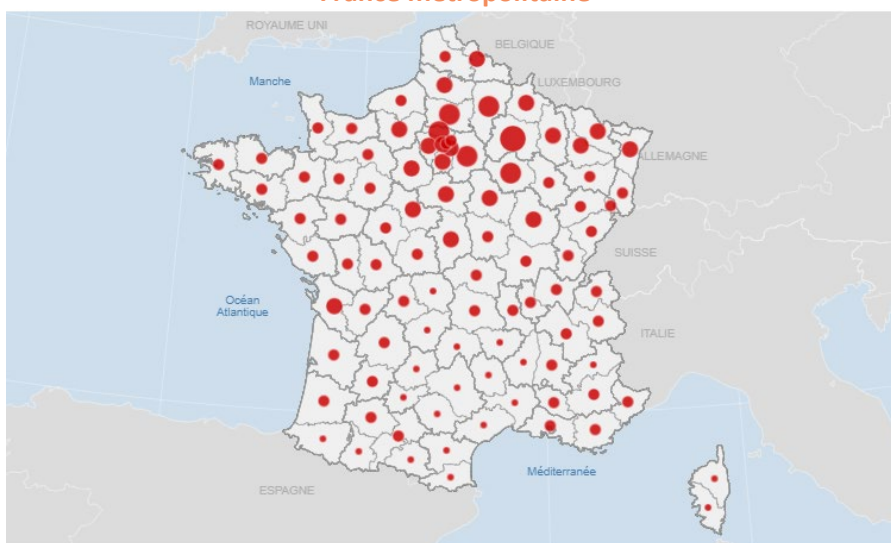 France métropolitaine
ROYAUME UNI
BELGIQUE
Manche
LUXEMBOURG
ALLEMAGNE
SUISSE
Océan
Atlantique
ITALIE
Méditerranée
ESPAGNE